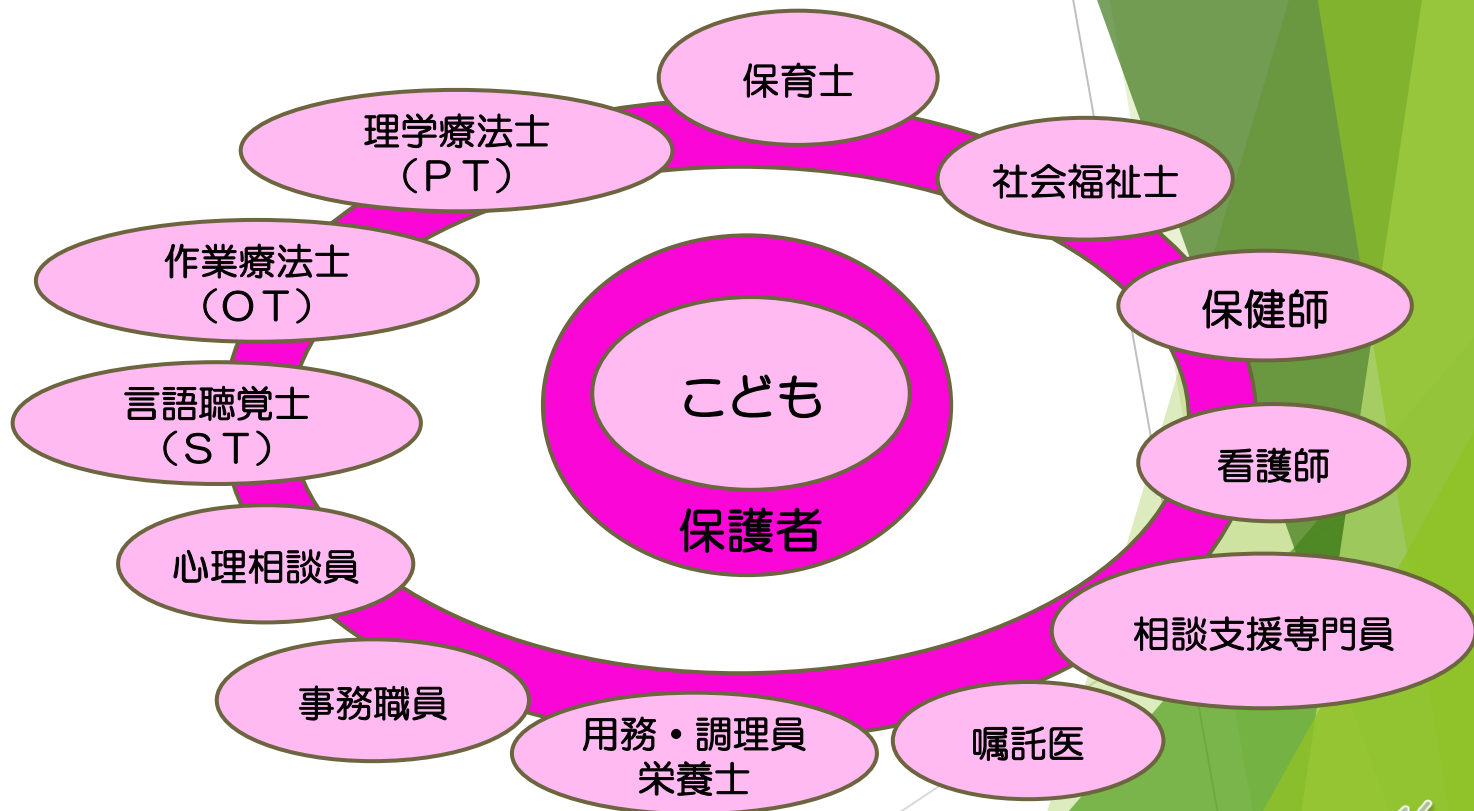 保育士
理学療法士
（ＰＴ）
社会福祉士
作業療法士
（ＯＴ）
保健師
こども
言語聴覚士
（ＳＴ）
看護師
保護者
心理相談員
相談支援専門員
事務職員
用務・調理員
栄養士
嘱託医